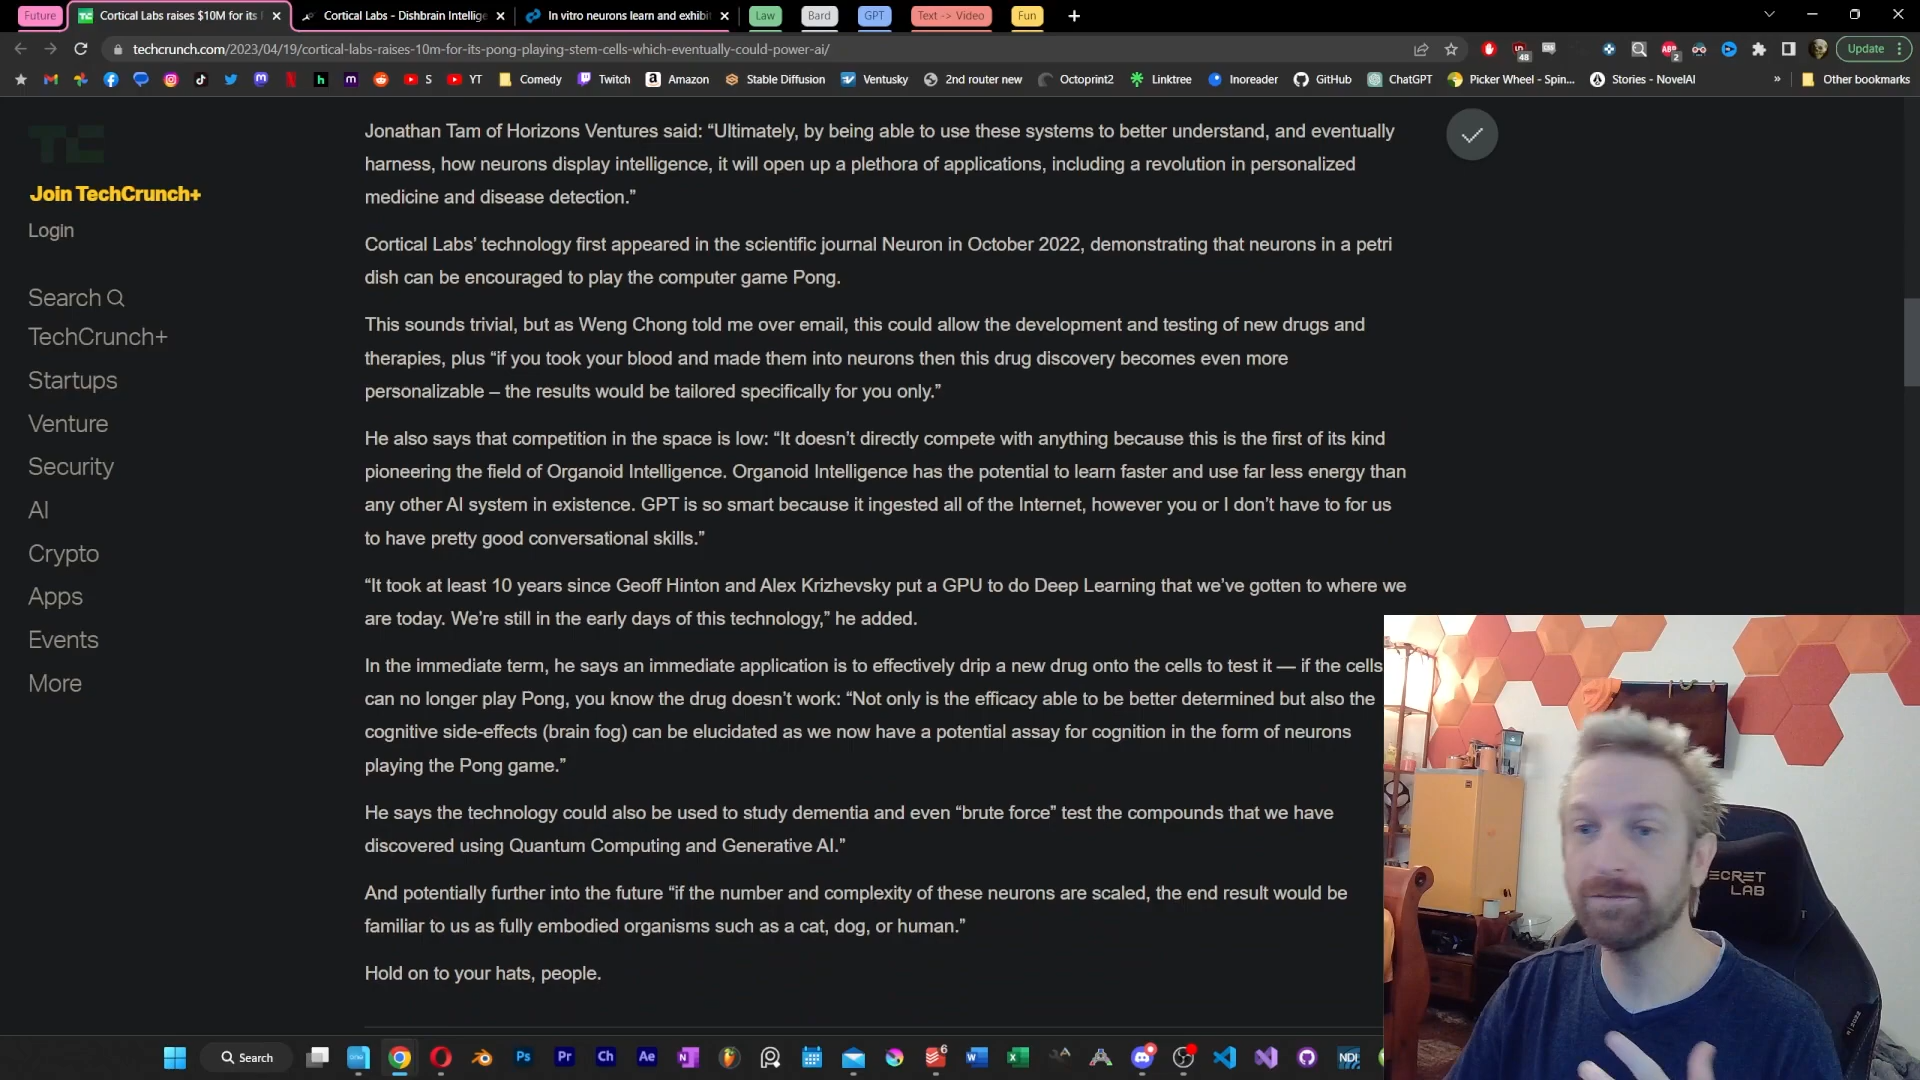 Future
Cortical Labs raises $10M for its
Cortical Labs - Dishbrain Intellige
In vitro neurons learn and exhibi
Law
Bard
GPT
Text -> Video
Fun
techcrunch.com/2023/04/19/cortical-labs-raises-10m-for-its-pong-playing-stem-cells-which-eventually-could-power-ai/
48
2
Update
S
YT
Comedy
Twitch
Amazon
Stable Diffusion
Ventusky
2nd router new
Octoprint2
Linktree
Inoreader
GitHub
ChatGPT
Picker Wheel - Spin...
Stories - NovelAI
»
Other bookmarks
Join TechCrunch+
Login
Search
TechCrunch+
Startups
Venture
Security
AI
Crypto
Apps
Events
More
Jonathan Tam of Horizons Ventures said: “Ultimately, by being able to use these systems to better understand, and eventually
harness, how neurons display intelligence, it will open up a plethora of applications, including a revolution in personalized
medicine and disease detection.”
Cortical Labs’ technology first appeared in the scientific journal Neuron in October 2022, demonstrating that neurons in a petri
dish can be encouraged to play the computer game Pong.
This sounds trivial, but as Weng Chong told me over email, this could allow the development and testing of new drugs and
therapies, plus “if you took your blood and made them into neurons then this drug discovery becomes even more
personalizable – the results would be tailored specifically for you only.”
He also says that competition in the space is low: “It doesn’t directly compete with anything because this is the first of its kind
pioneering the field of Organoid Intelligence. Organoid Intelligence has the potential to learn faster and use far less energy than
any other AI system in existence. GPT is so smart because it ingested all of the Internet, however you or I don’t have to for us
to have pretty good conversational skills.”
“It took at least 10 years since Geoff Hinton and Alex Krizhevsky put a GPU to do Deep Learning that we’ve gotten to where we
are today. We’re still in the early days of this technology,” he added.
In the immediate term, he says an immediate application is to effectively drip a new drug onto the cells to test it — if the cells
can no longer play Pong, you know the drug doesn’t work: “Not only is the efficacy able to be better determined but also the
cognitive side-effects (brain fog) can be elucidated as we now have a potential assay for cognition in the form of neurons
playing the Pong game.”
He says the technology could also be used to study dementia and even “brute force” test the compounds that we have
discovered using Quantum Computing and Generative AI.”
And potentially further into the future “if the number and complexity of these neurons are scaled, the end result would be
familiar to us as fully embodied organisms such as a cat, dog, or human.”
Hold on to your hats, people.
ECRET
LAB
Search
Ps
Pr
Ch
Ae
N
6
W
X
NDI